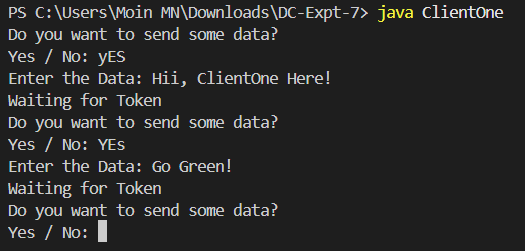 PS C:\Users\Moin MN\Downloads\DC-Expt-7> java ClientOne
Do you want to send some data?
Yes / No: yES
Enter the Data: Hii, ClientOne Here!
Waiting for Token
Do you want to send some data?
Yes / No: YEs
Enter the Data: Go Green!
Waiting for Token
Do you want to send some data?
Yes / No: